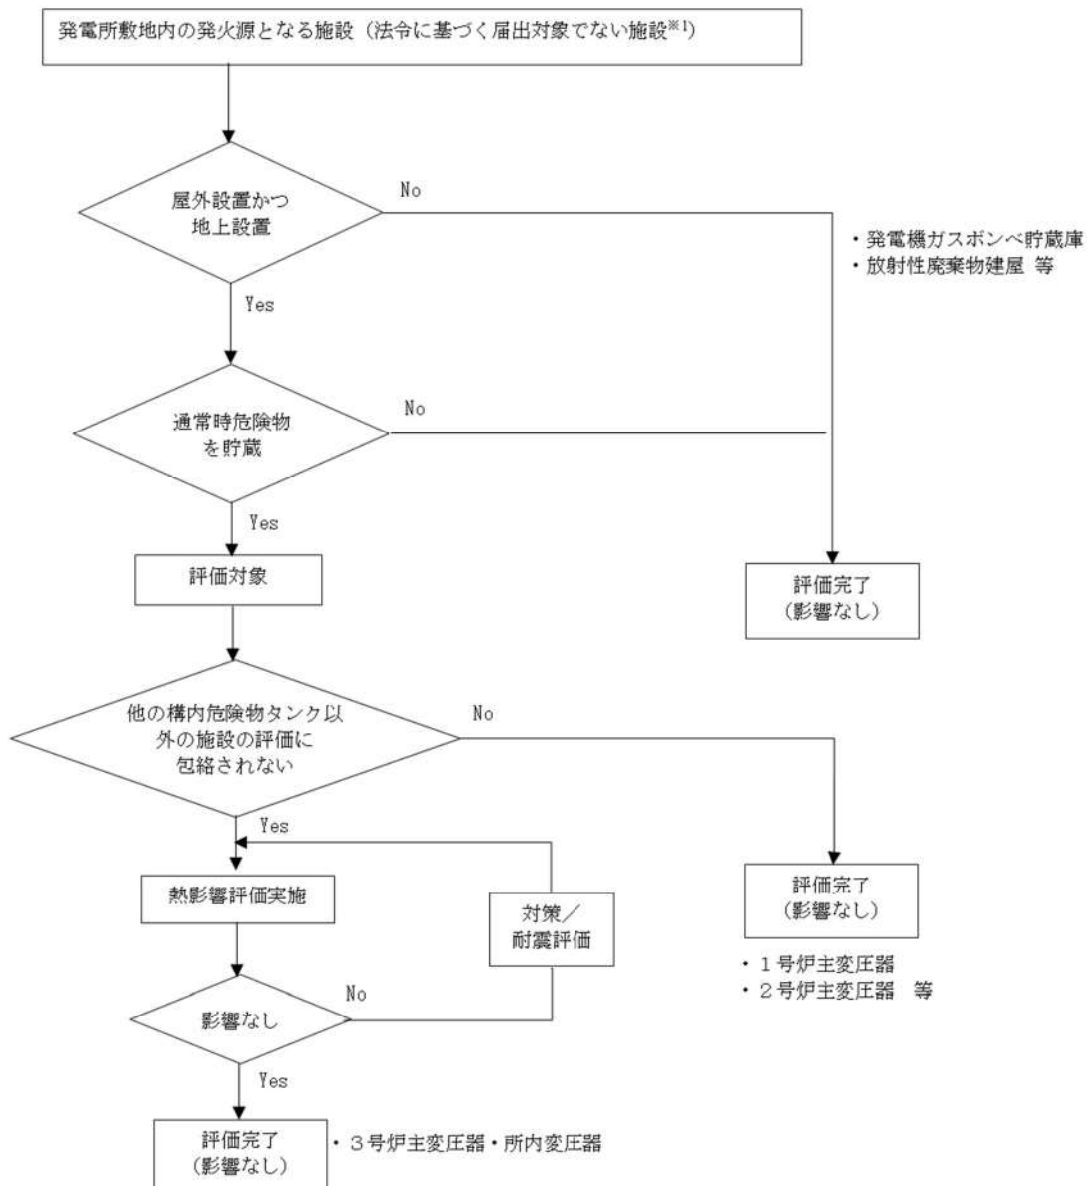 発電所敷地内の発火源となる施設（法令に基づく届出対象でない施設※1）
屋外設置かつ
地上設置
No
・発電機ガスボンベ貯蔵庫
・放射性廃棄物建屋 等
Yes
通常時危険物
を貯蔵
No
Yes
評価対象
評価完了
（影響なし）
他の構内危険物タンク以
外の施設の評価に
包絡されない
No
Yes
熱影響評価実施
対策／
耐震評価
評価完了
（影響なし）
・１号炉主変圧器
・２号炉主変圧器　等
影響なし
No
Yes
評価完了
（影響なし）
・３号炉主変圧器・所内変圧器